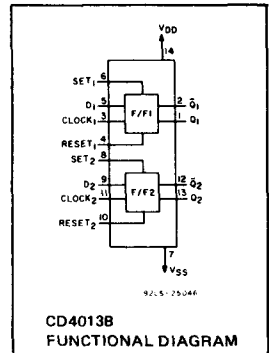 VDD
14
6
SET1
5
D1
3
CLOCK1
F/F1
2 Q̄1
1 Q1
4
RESET1
8
SET2
9
D2
11
CLOCK2
F/F2
12 Q̄2
13 Q2
10
RESET2
7
VSS
92CS-25046
CD4013B
FUNCTIONAL DIAGRAM